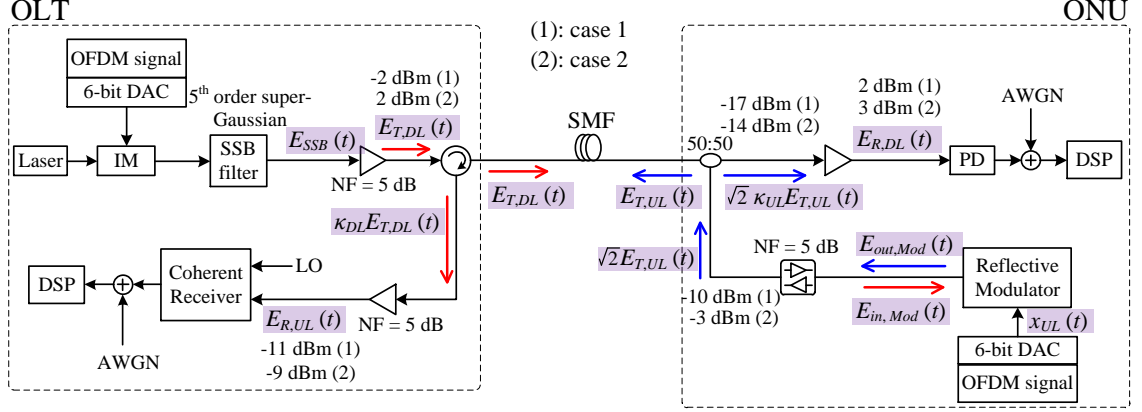 OLT
ONU
(1): case 1
(2): case 2
OFDM signal
6-bit DAC
5th order super-
Gaussian
-2 dBm (1)
2 dBm (2)
E_SSB (t)
E_T,DL (t)
Laser
IM
SSB
filter
NF = 5 dB
SMF
50:50
-17 dBm (1)
-14 dBm (2)
2 dBm (1)
3 dBm (2)
E_R,DL (t)
AWGN
PD
DSP
E_T,DL (t)
E_T,UL (t)
√2 κ_UL E_T,UL (t)
κ_DL E_T,DL (t)
√2E_T,UL (t)
NF = 5 dB
E_out,Mod (t)
Reflective
Modulator
DSP
Coherent
Receiver
LO
E_R,UL (t)
NF = 5 dB
-11 dBm (1)
-9 dBm (2)
AWGN
-10 dBm (1)
-3 dBm (2)
E_in, Mod (t)
x_UL (t)
6-bit DAC
OFDM signal